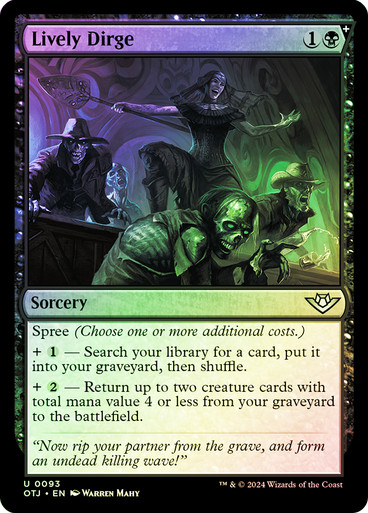 Lively Dirge 1
Sorcery
Spree (Choose one or more additional costs.)
+ 1 — Search your library for a card, put it
into your graveyard, then shuffle.
+ 2 — Return up to two creature cards with
total mana value 4 or less from your graveyard
to the battlefield.
“Now rip your partner from the grave, and form
an undead killing wave!”
U 0093
OTJ • EN Warren Mahy
™ & © 2024 Wizards of the Coast